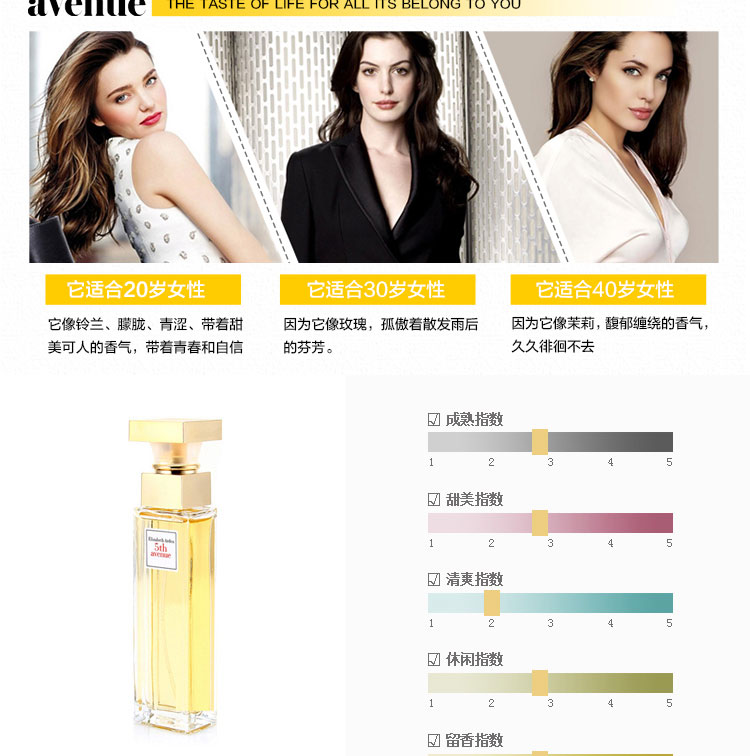 avenue THE TASTE OF LIFE FOR ALL ITS BELONG TO YOU
它适合20岁女性
它像铃兰、朦胧、青涩、带着甜
美可人的香气，带着青春和自信
它适合30岁女性
因为它像玫瑰，孤傲着散发雨后
的芬芳。
它适合40岁女性
因为它像茉莉，馥郁缠绕的香气，
久久徘徊不去
Elizabeth Arden
5th
avenue
成熟指数
1 2 3 4 5
甜美指数
1 2 3 4 5
清爽指数
1 2 3 4 5
休闲指数
1 2 3 4 5
留香指数